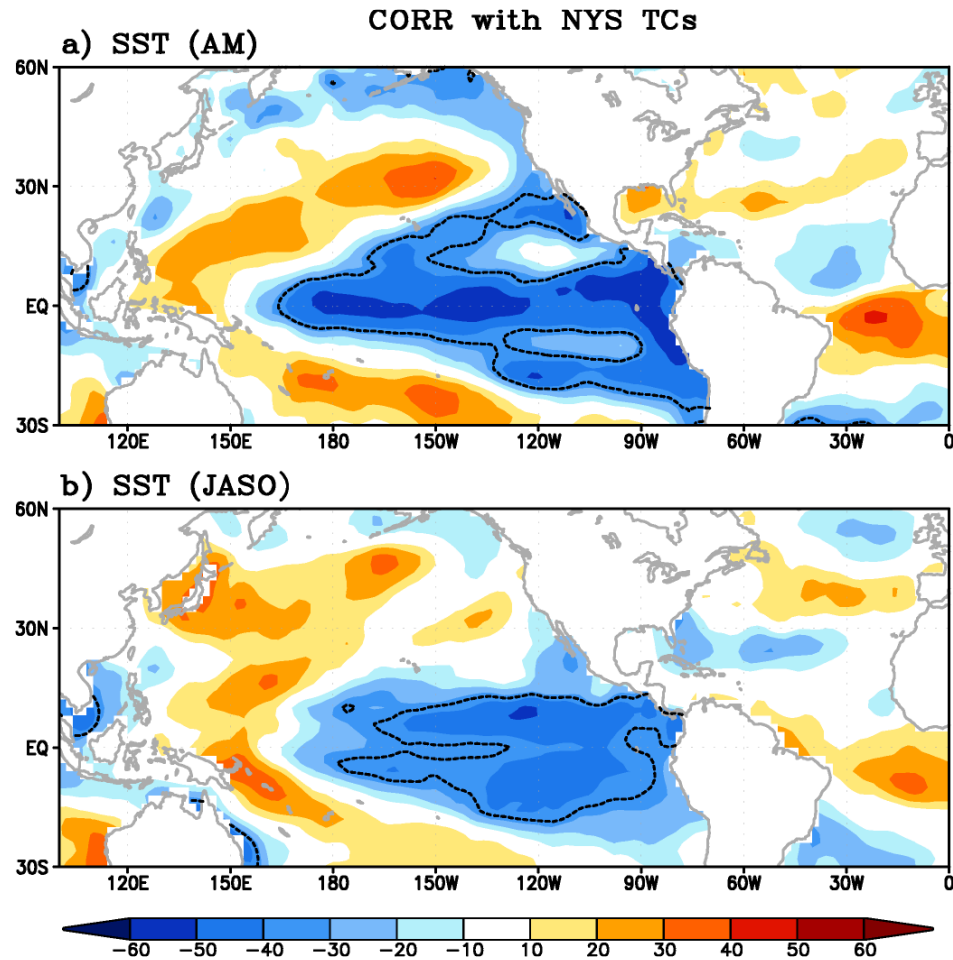 CORR with NYS TCs
a) SST (AM)
60N
30N
EQ
30S
120E 150E 180 150W 120W 90W 60W 30W 0
b) SST (JASO)
60N
30N
EQ
30S
120E 150E 180 150W 120W 90W 60W 30W 0
−60 −50 −40 −30 −20 −10 10 20 30 40 50 60